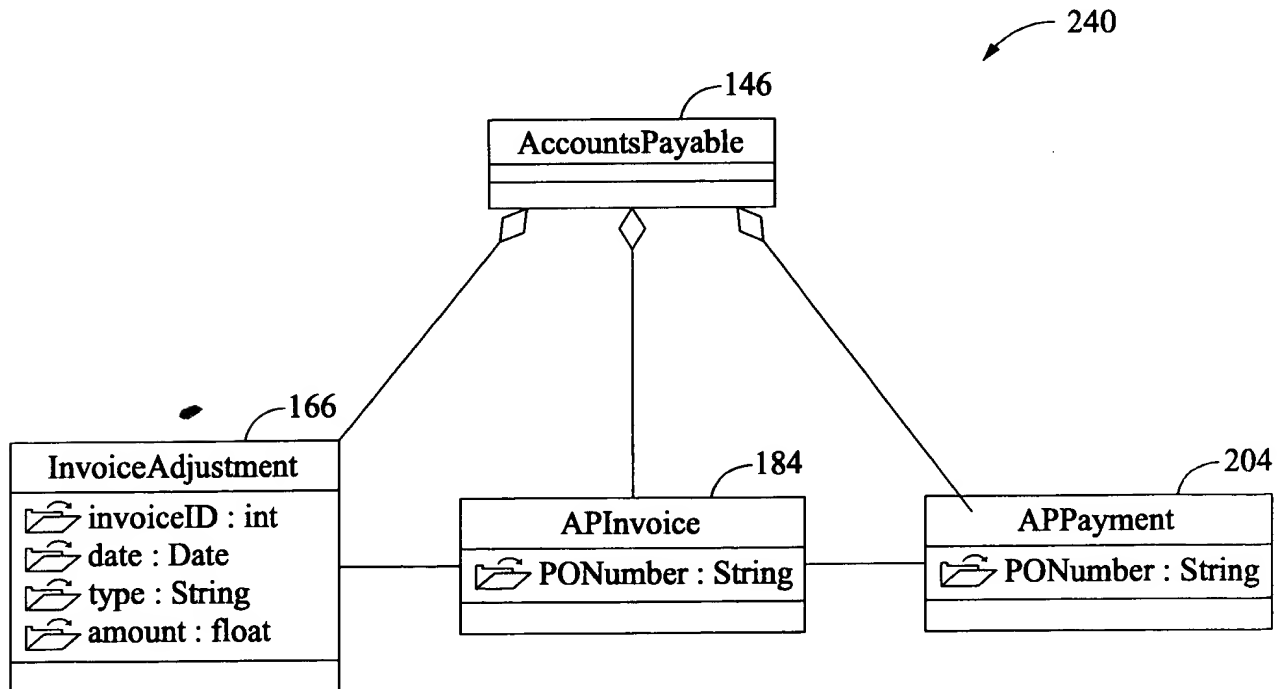 240
146
AccountsPayable
166
InvoiceAdjustment
invoiceID : int
date : Date
type : String
amount : float
184
APInvoice
PONumber : String
204
APPayment
PONumber : String